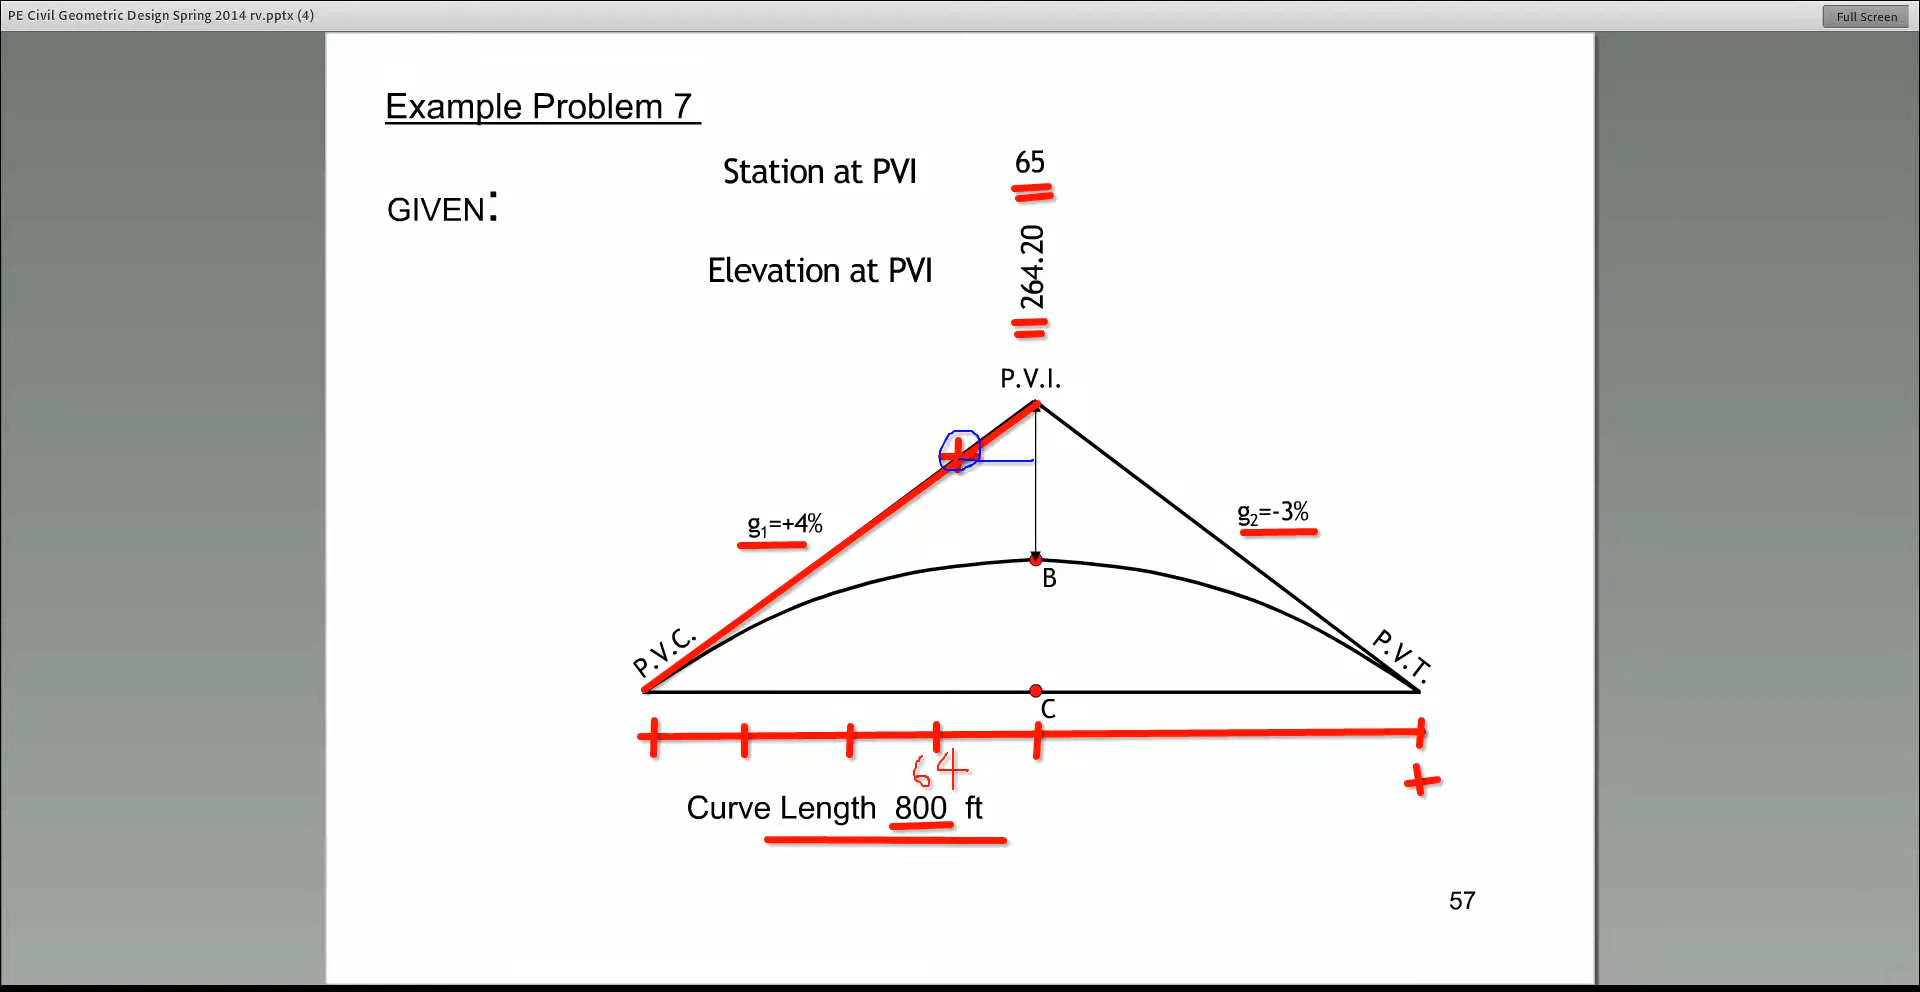 PE Civil Geometric Design Spring 2014 rv.pptx (4)
Full Screen
Example Problem 7
Station at PVI 65
GIVEN:
Elevation at PVI 264.20
P.V.I.
g₁=+4%
g₂=-3%
B
P.V.C.
P.V.T.
C
64
Curve Length 800 ft
57